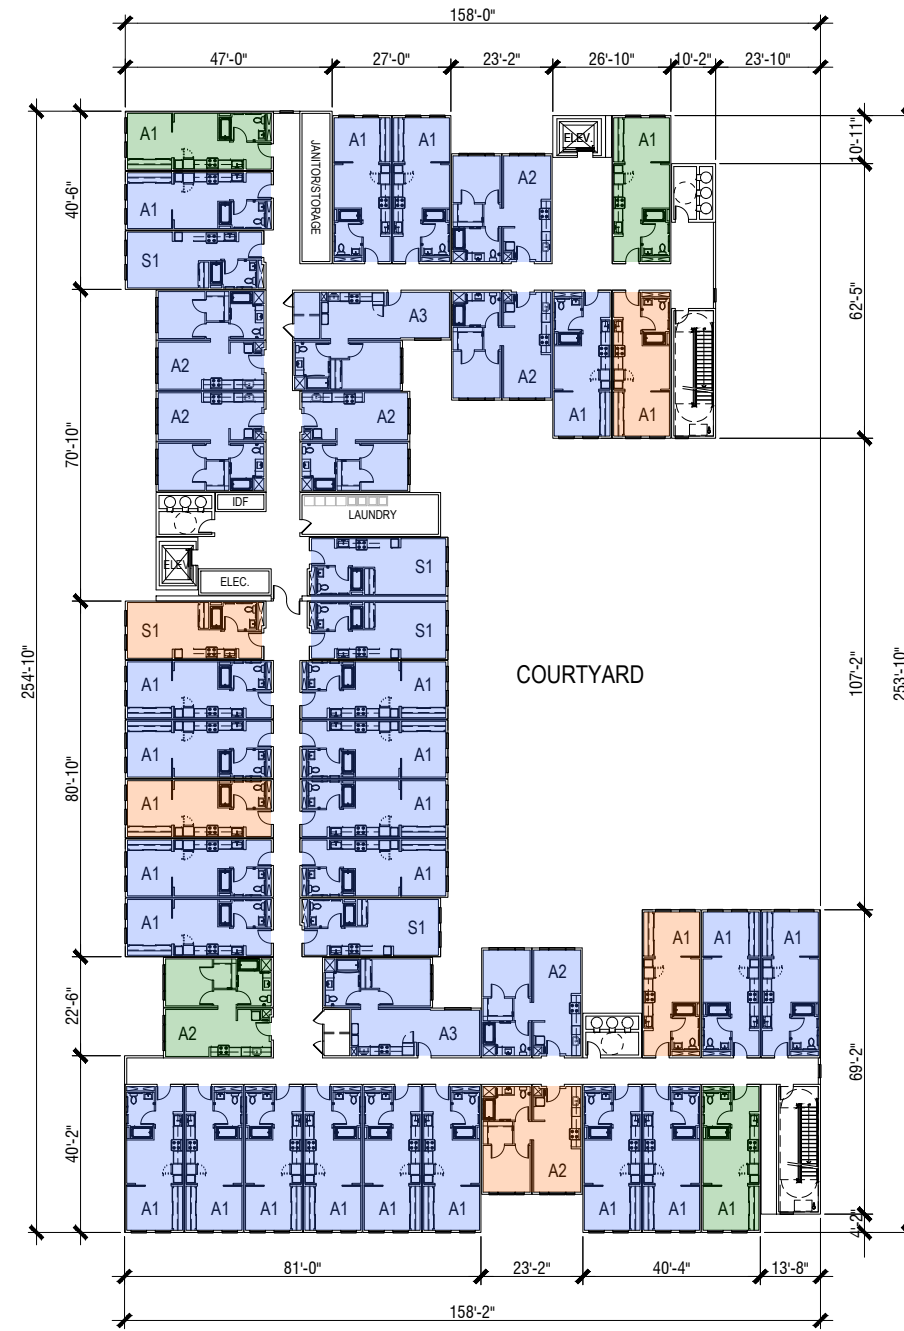 158'-0"
47'-0"
27'-0"
23'-2"
26'-10"
10'-2"
23'-10"
A1
JANITOR/STORAGE
A1
A1
ELEV.
A1
10'-11"
A2
40'-6"
A1
S1
A3
62'-5"
A2
A2
A1
A1
A2
A2
70'-10"
IDF
LAUNDRY
ELEV.
ELEC.
S1
S1
S1
254'-10"
COURTYARD
107'-2"
253'-10"
A1
A1
A1
A1
80'-10"
A1
A1
A1
A1
A1
S1
A1
A1
A1
A2
22'-6"
A2
A3
69'-2"
40'-2"
A1
A1
A1
A1
A1
A1
A2
A1
A1
A1
4'-2"
81'-0"
23'-2"
40'-4"
13'-8"
158'-2"